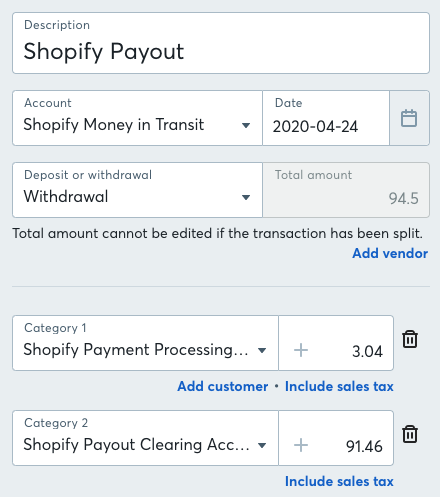 Description
Shopify Payout
Account
Shopify Money in Transit
Date
2020-04-24
Deposit or withdrawal
Withdrawal
Total amount
94.5
Total amount cannot be edited if the transaction has been split.
Add vendor
Category 1
Shopify Payment Processing...
+ 3.04
Add customer • Include sales tax
Category 2
Shopify Payout Clearing Acc...
+ 91.46
Include sales tax